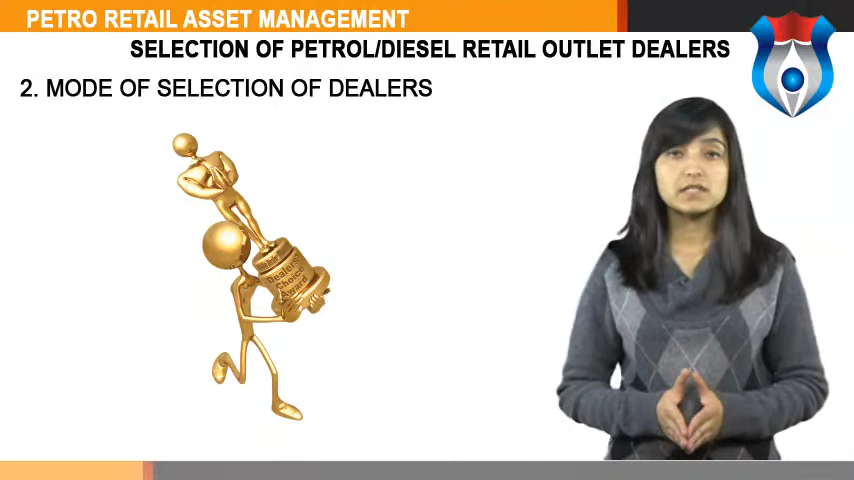 PETRO RETAIL ASSET MANAGEMENT
SELECTION OF PETROL/DIESEL RETAIL OUTLET DEALERS
2. MODE OF SELECTION OF DEALERS
Dealers'
Choice
Award